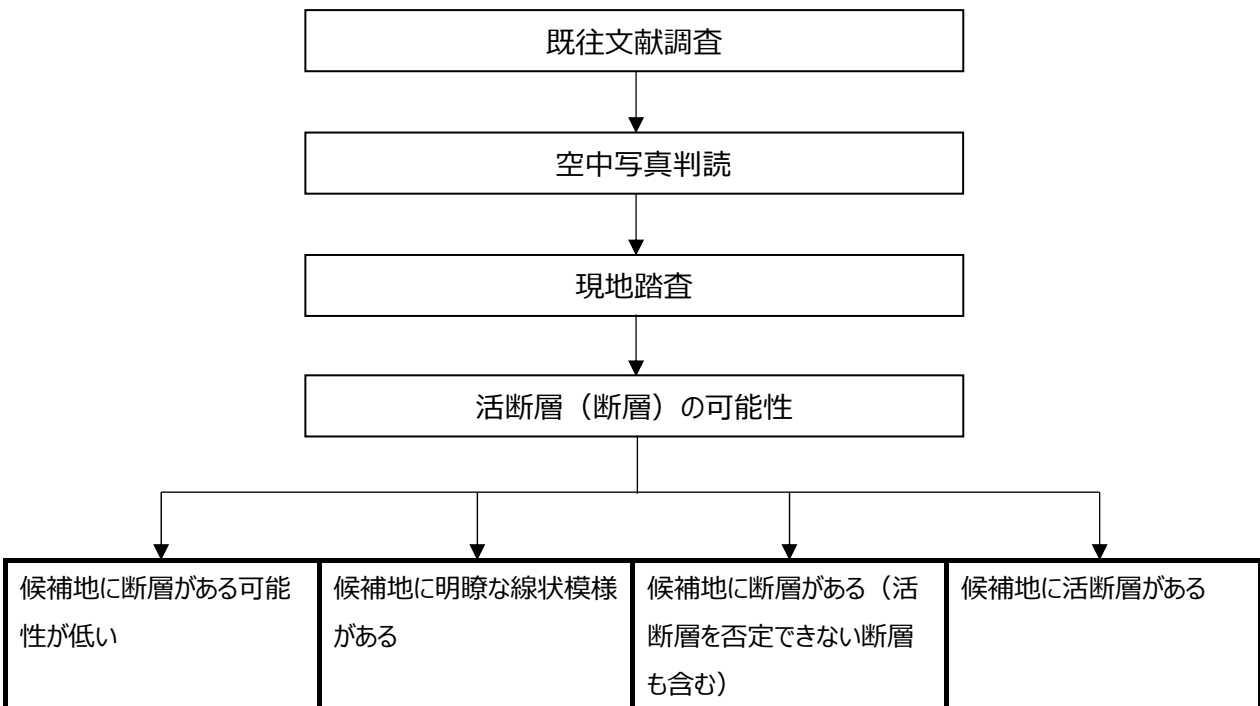 既往文献調査
空中写真判読
現地踏査
活断層（断層）の可能性
候補地に断層がある可能
性が低い
候補地に明瞭な線状模様
がある
候補地に断層がある（活
断層を否定できない断層
も含む）
候補地に活断層がある